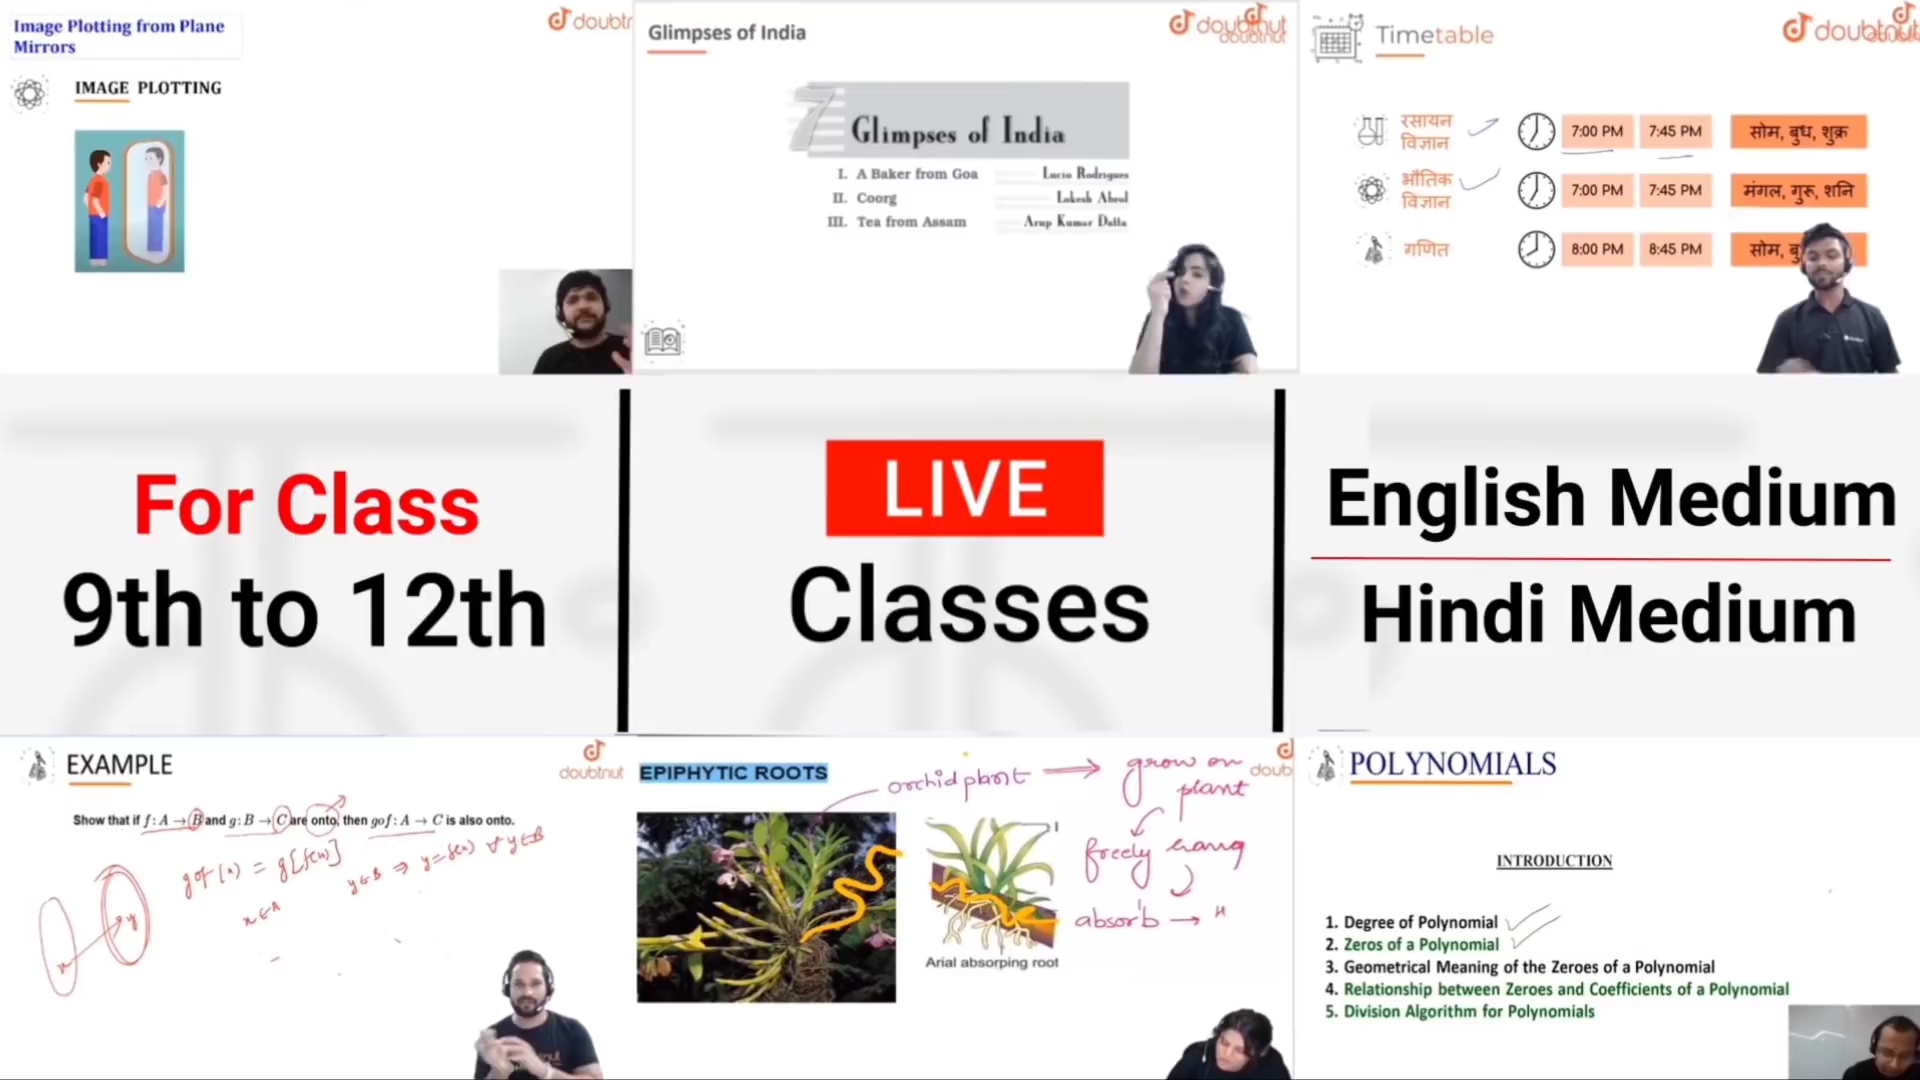 Image Plotting from Plane
Mirrors
IMAGE PLOTTING
doubtn
Glimpses of India
doubtnut
doubtnut
7
Glimpses of India
I. A Baker from Goa Lucio Rodrigues
II. Coorg Lokesh Abrol
III. Tea from Assam Arup Kumar Datta
Timetable
doubtnut
रसायन
विज्ञान
7:00 PM 7:45 PM सोम, बुध, शुक्र
भौतिक
विज्ञान
7:00 PM 7:45 PM मंगल, गुरु, शनि
गणित 8:00 PM 8:45 PM सोम,
For Class
9th to 12th
LIVE
Classes
English Medium
Hindi Medium
EXAMPLE
doubtnut
Show that if f: A → B and g: B → C are onto, then gof: A → C is also onto.
gof(x) = g[f(x)]
x∈A
y∈B ⇒ y=f(x) ∀ y∈B
x
y
EPIPHYTIC ROOTS
orchid plant → grow on
plant
doub
freely hang
absorb → H
Arial absorping root
POLYNOMIALS
INTRODUCTION
1. Degree of Polynomial
2. Zeros of a Polynomial
3. Geometrical Meaning of the Zeroes of a Polynomial
4. Relationship between Zeroes and Coefficients of a Polynomial
5. Division Algorithm for Polynomials